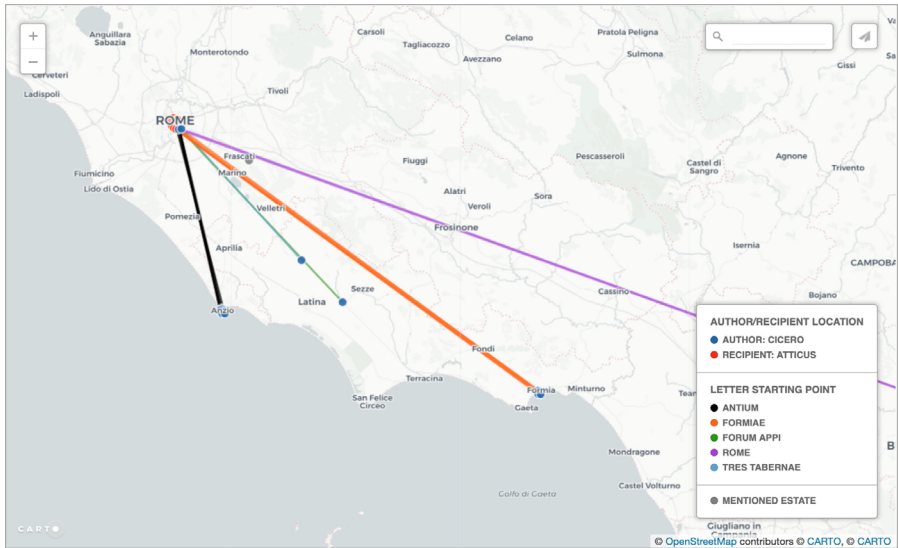 +
−
Anguillara
Sabazia
Monterotondo
Carsoli
Tagliacozzo
Celano
Avezzano
Pratola Peligna
Sulmona
Gissi
Cerveteri
Ladispoli
Tivoli
ROME
Frascati
Marino
Fiumicino
Lido di Ostia
Fiuggi
Pescasseroli
Castel di
Sangro
Agnone
Trivento
Alatri
Veroli
Sora
Pomezia
Velletri
Frosinone
Aprilia
Isernia
CAMPOBA
Latina
Sezze
Cassino
Bojano
Anzio
AUTHOR/RECIPIENT LOCATION
AUTHOR: CICERO
RECIPIENT: ATTICUS
LETTER STARTING POINT
ANTIUM
FORMIAE
FORUM APPI
ROME
TRES TABERNAE
MENTIONED ESTATE
Fondi
Terracina
San Felice
Circeo
Formia
Minturno
Gaeta
Tean
Mondragone
B
Castel Volturno
Golfo di Gaeta
Giugliano in
Campania
CARTO
© OpenStreetMap contributors © CARTO, © CARTO